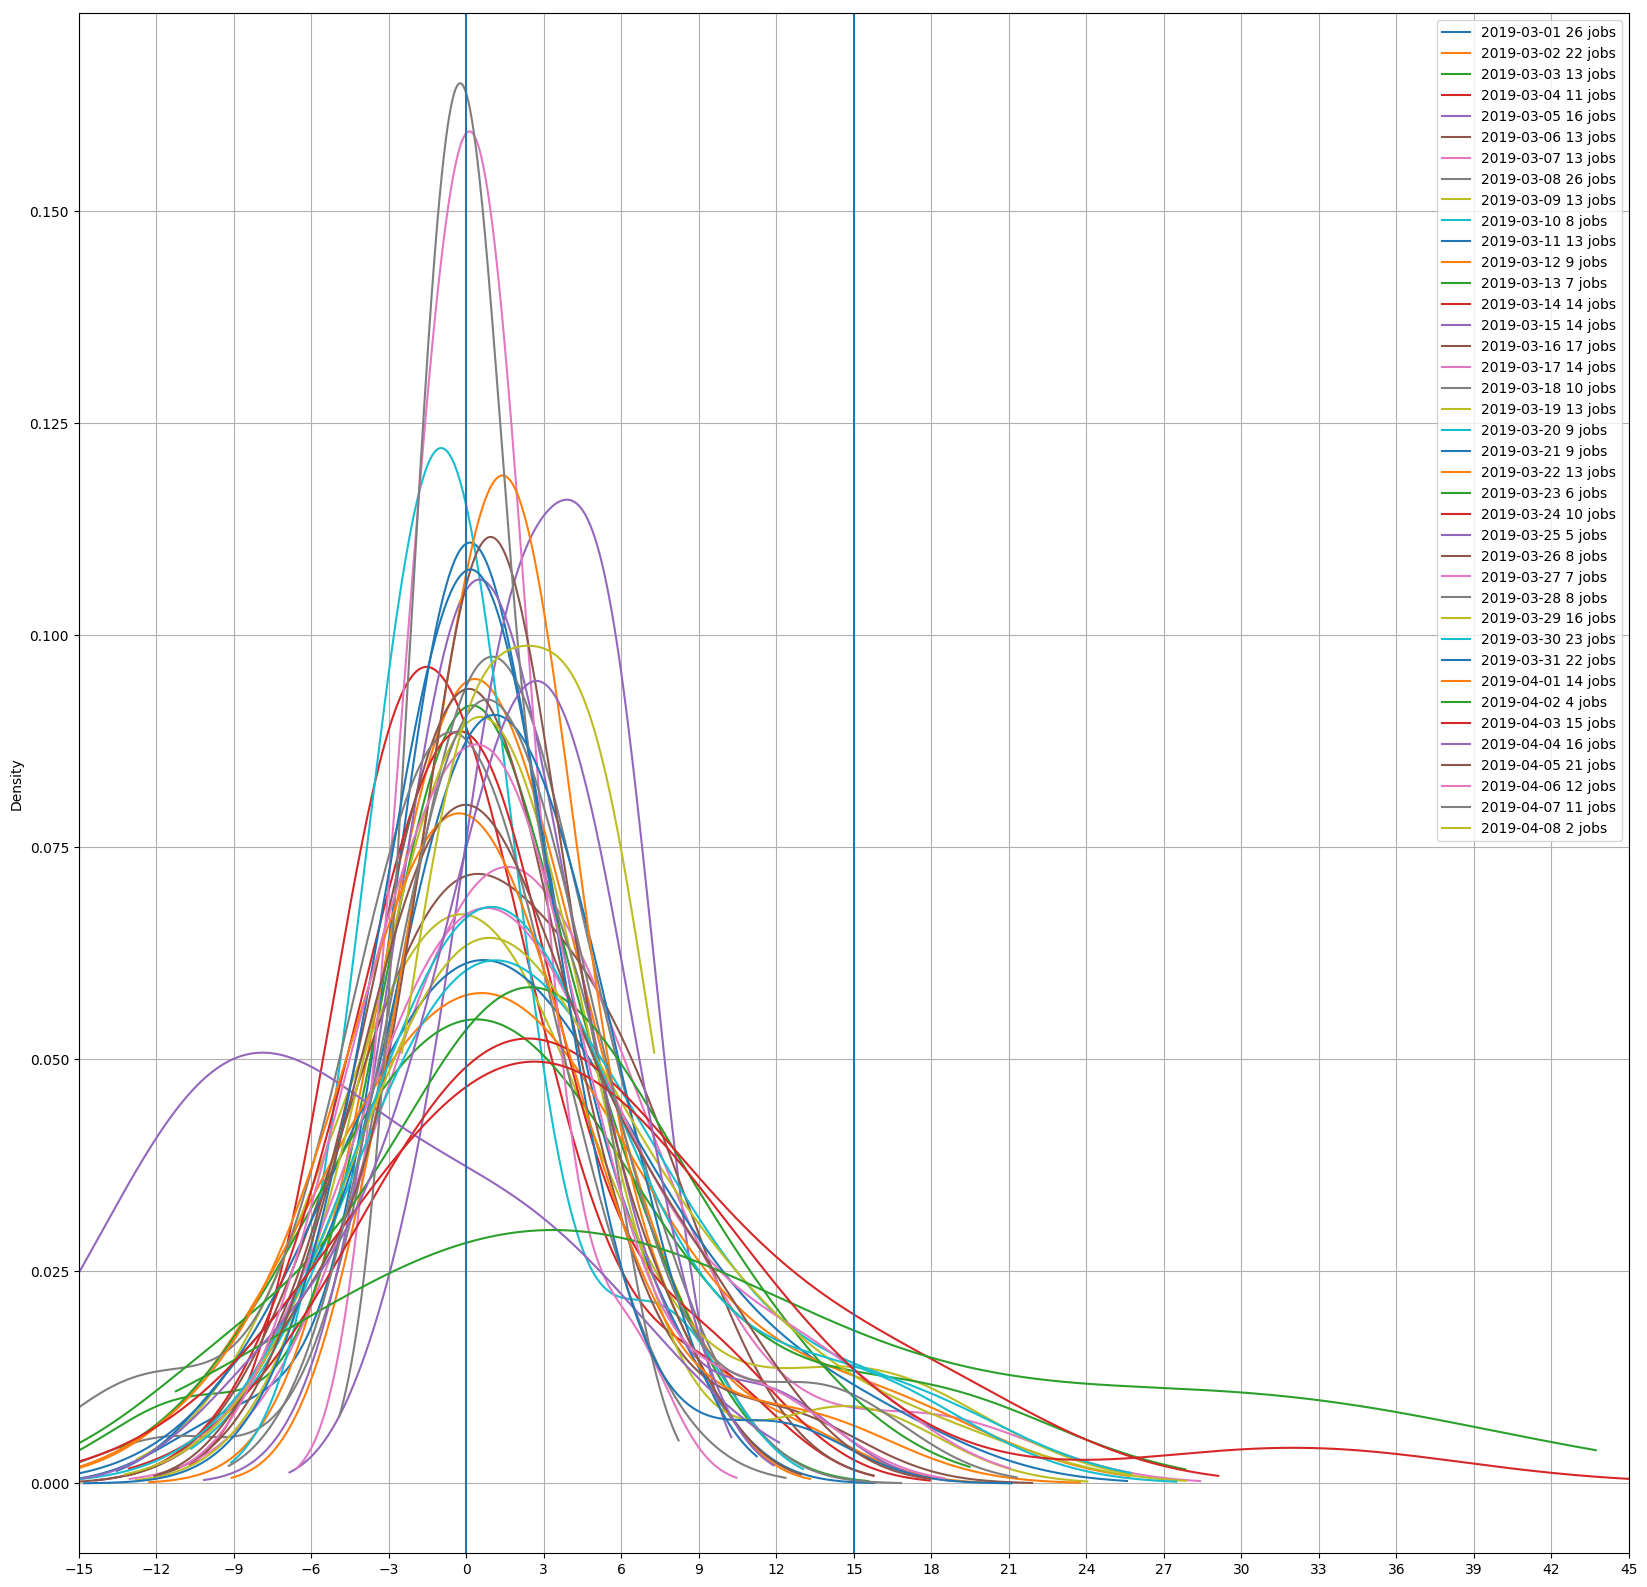 2019-03-01 26 jobs
2019-03-02 22 jobs
2019-03-03 13 jobs
2019-03-04 11 jobs
2019-03-05 16 jobs
2019-03-06 13 jobs
2019-03-07 13 jobs
2019-03-08 26 jobs
2019-03-09 13 jobs
2019-03-10 8 jobs
2019-03-11 13 jobs
2019-03-12 9 jobs
2019-03-13 7 jobs
2019-03-14 14 jobs
2019-03-15 14 jobs
2019-03-16 17 jobs
2019-03-17 14 jobs
2019-03-18 10 jobs
2019-03-19 13 jobs
2019-03-20 9 jobs
2019-03-21 9 jobs
2019-03-22 13 jobs
2019-03-23 6 jobs
2019-03-24 10 jobs
2019-03-25 5 jobs
2019-03-26 8 jobs
2019-03-27 7 jobs
2019-03-28 8 jobs
2019-03-29 16 jobs
2019-03-30 23 jobs
2019-03-31 22 jobs
2019-04-01 14 jobs
2019-04-02 4 jobs
2019-04-03 15 jobs
2019-04-04 16 jobs
2019-04-05 21 jobs
2019-04-06 12 jobs
2019-04-07 11 jobs
2019-04-08 2 jobs
Density
0.150
0.125
0.100
0.075
0.050
0.025
0.000
−15 −12 −9 −6 −3 0 3 6 9 12 15 18 21 24 27 30 33 36 39 42 45